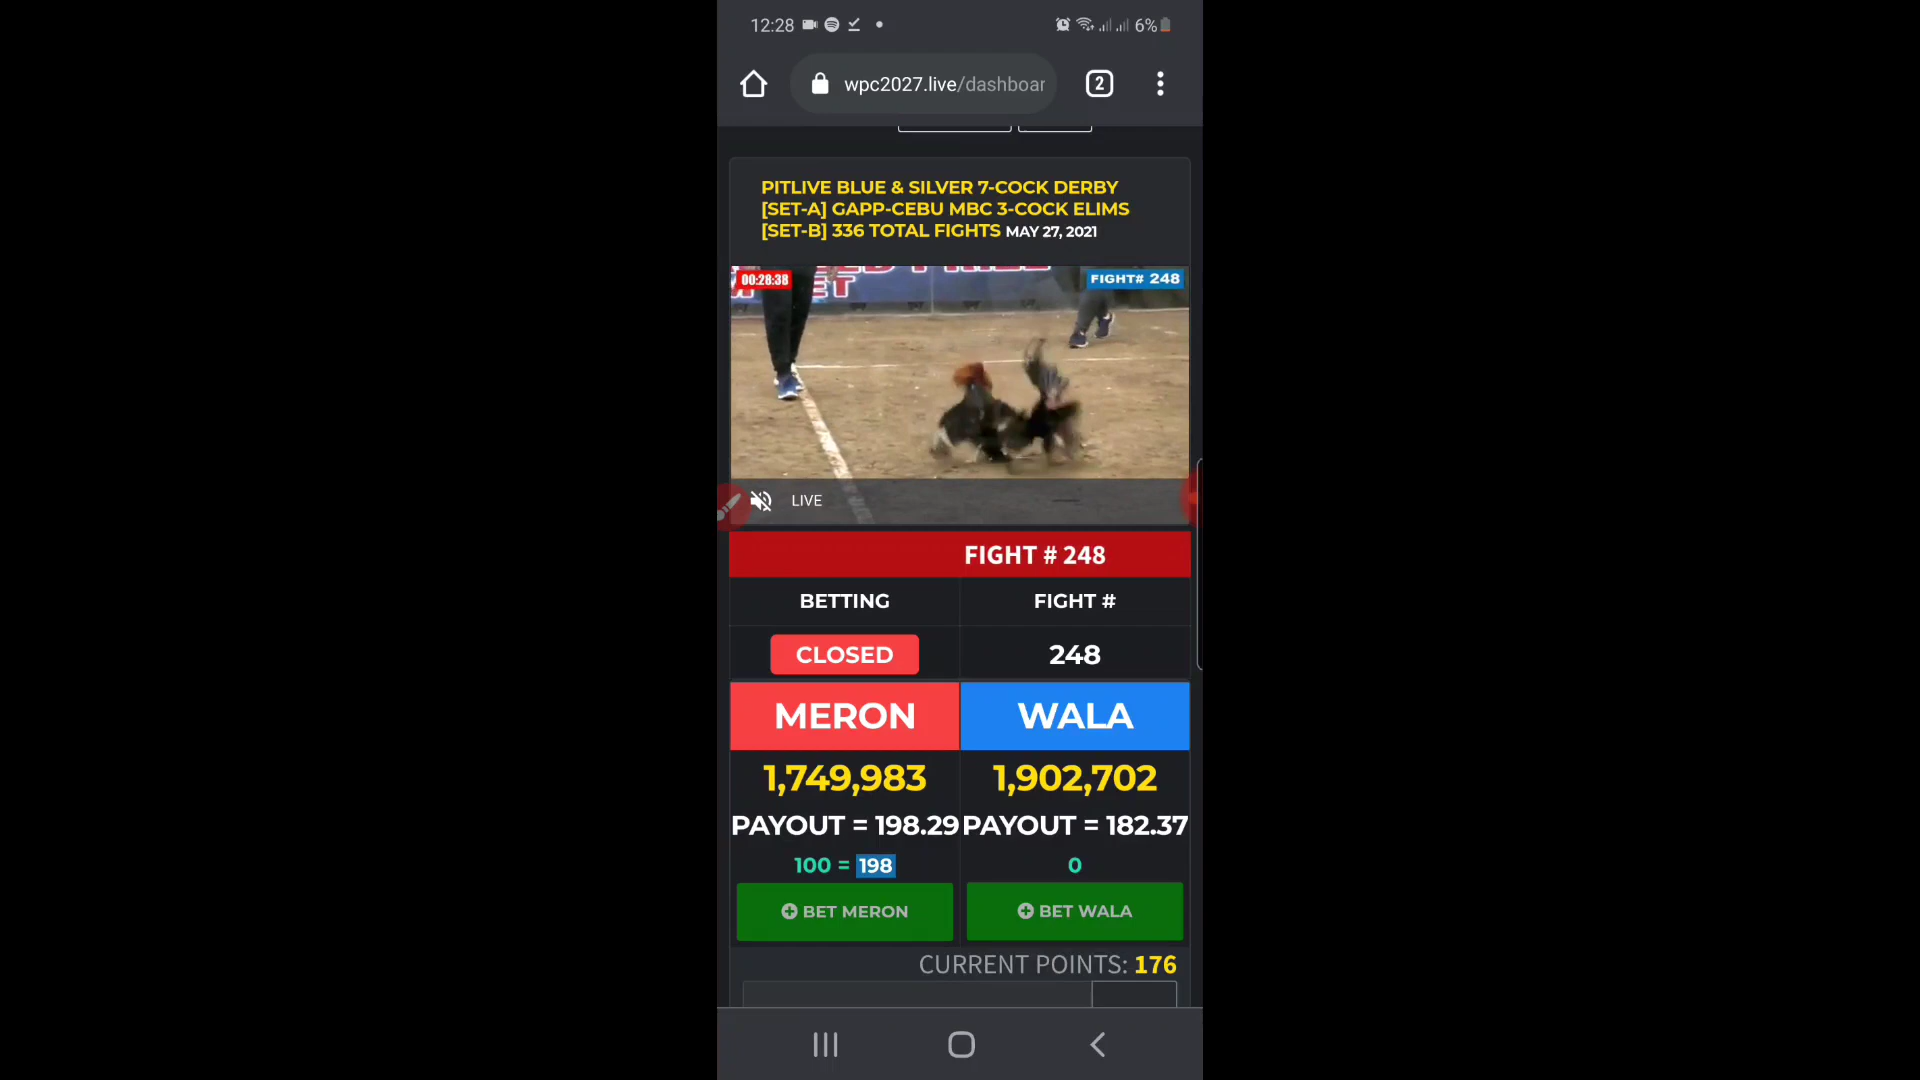 12:28
6%
wpc2027.live/dashboar
2
PITLIVE BLUE & SILVER 7-COCK DERBY
[SET-A] GAPP-CEBU MBC 3-COCK ELIMS
[SET-B] 336 TOTAL FIGHTS MAY 27, 2021
00:28:38
FIGHT# 248
LIVE
FIGHT # 248
BETTING FIGHT #
CLOSED 248
MERON WALA
1,749,983 1,902,702
PAYOUT = 198.29 PAYOUT = 182.37
100 = 198 0
BET MERON BET WALA
CURRENT POINTS: 176